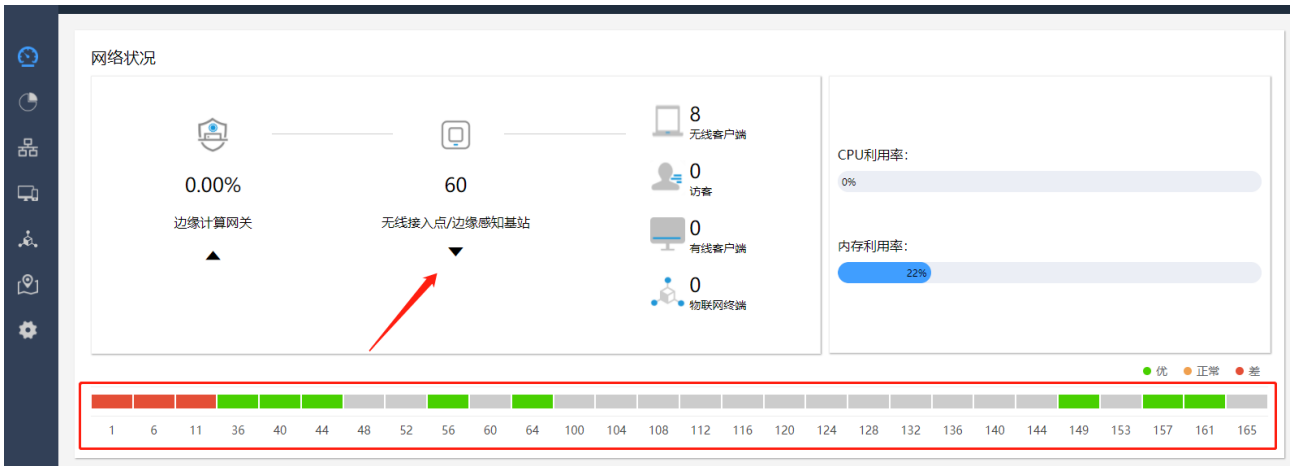 网络状况
0.00%
边缘计算网关
60
无线接入点/边缘感知基站
8
无线客户端
0
访客
0
有线客户端
0
物联网终端
CPU利用率：
0%
内存利用率：
22%
优 正常 差
1 6 11 36 40 44 48 52 56 60 64 100 104 108 112 116 120 124 128 132 136 140 144 149 153 157 161 165